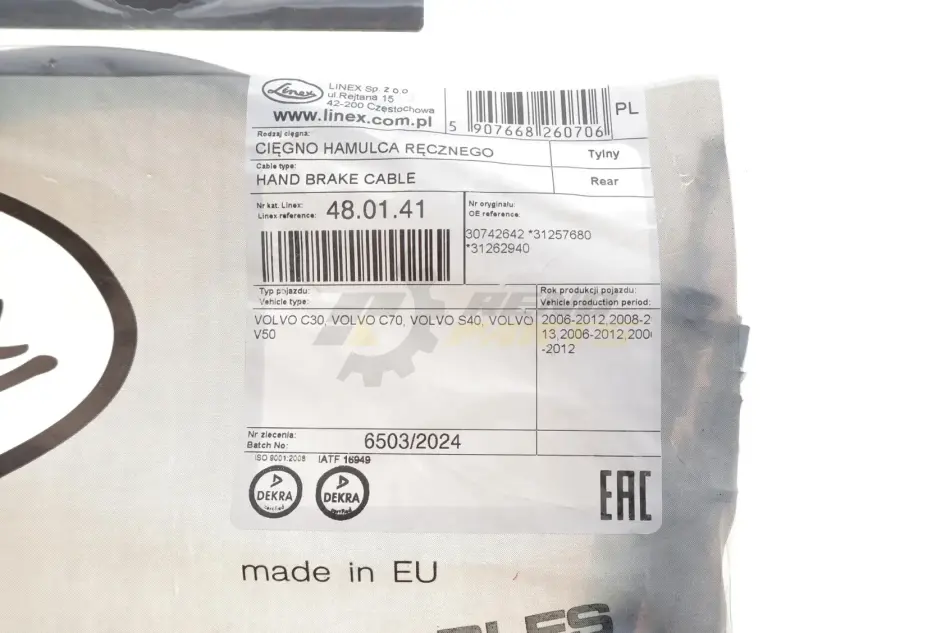 Linex
LINEX Sp. z o.o
ul.Rejtana 15
42-200 Częstochowa
www.linex.com.pl
5 907668 260706
PL
Rodzaj cięgna:
CIĘGNO HAMULCA RĘCZNEGO
Tylny
Cable type:
HAND BRAKE CABLE
Rear
Nr kat. Linex:
Linex reference:
48.01.41
Nr oryginału:
OE reference:
30742642 *31257680
*31262940
Typ pojazdu:
Vehicle type:
Rok produkcji pojazdu:
Vehicle production period:
VOLVO C30, VOLVO C70, VOLVO S40, VOLVO
V50
2006-2012,2008-2
13,2006-2012,200
-2012
Nr zlecenia:
Batch No:
6503/2024
ISO 9001:2008
IATF 16949
DEKRA
DEKRA
EAC
made in EU